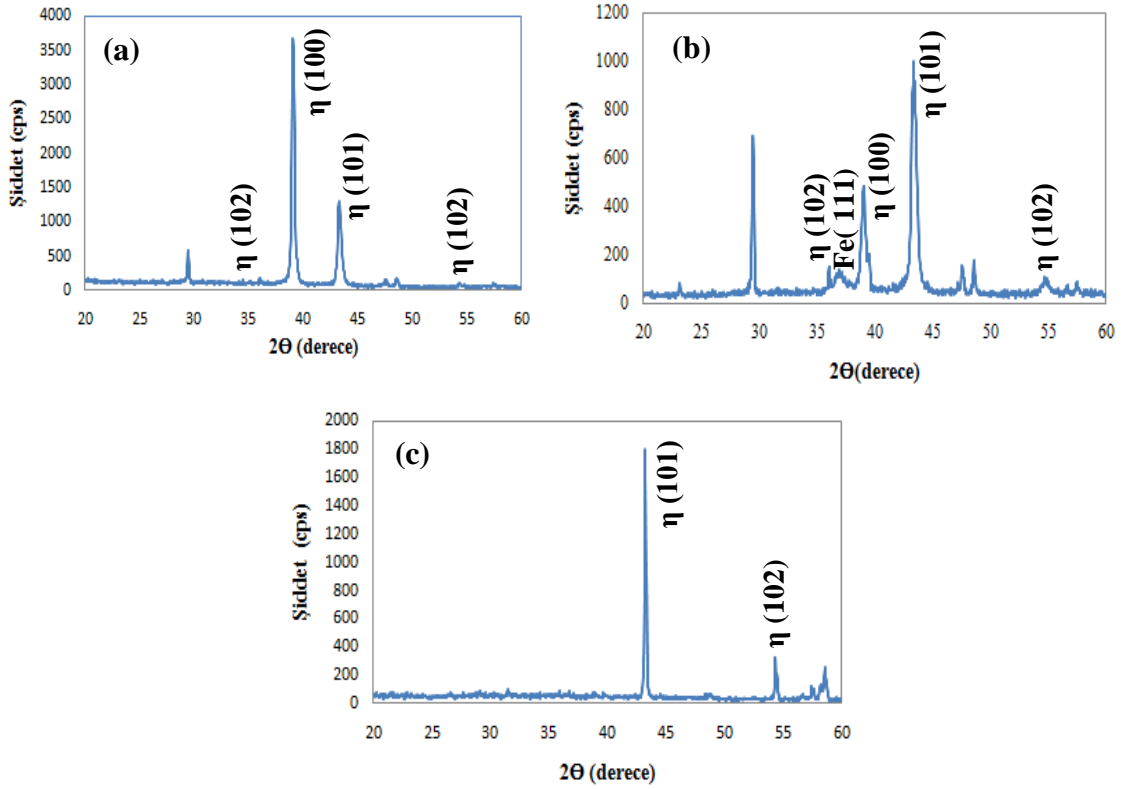 (a)
Şiddet (cps)
4000
3500
3000
2500
2000
1500
1000
500
0
η (102)
η (100)
η (101)
η (102)
20 25 30 35 40 45 50 55 60
2Ɵ (derece)
(b)
Şiddet (cps)
1200
1000
800
600
400
200
0
η (102)
Fe( 111)
η (100)
η (101)
η (102)
20 25 30 35 40 45 50 55 60
2Ɵ(derece)
(c)
Şiddet (cps)
2000
1800
1600
1400
1200
1000
800
600
400
200
0
η (101)
η (102)
20 25 30 35 40 45 50 55 60
2Ɵ (derece)